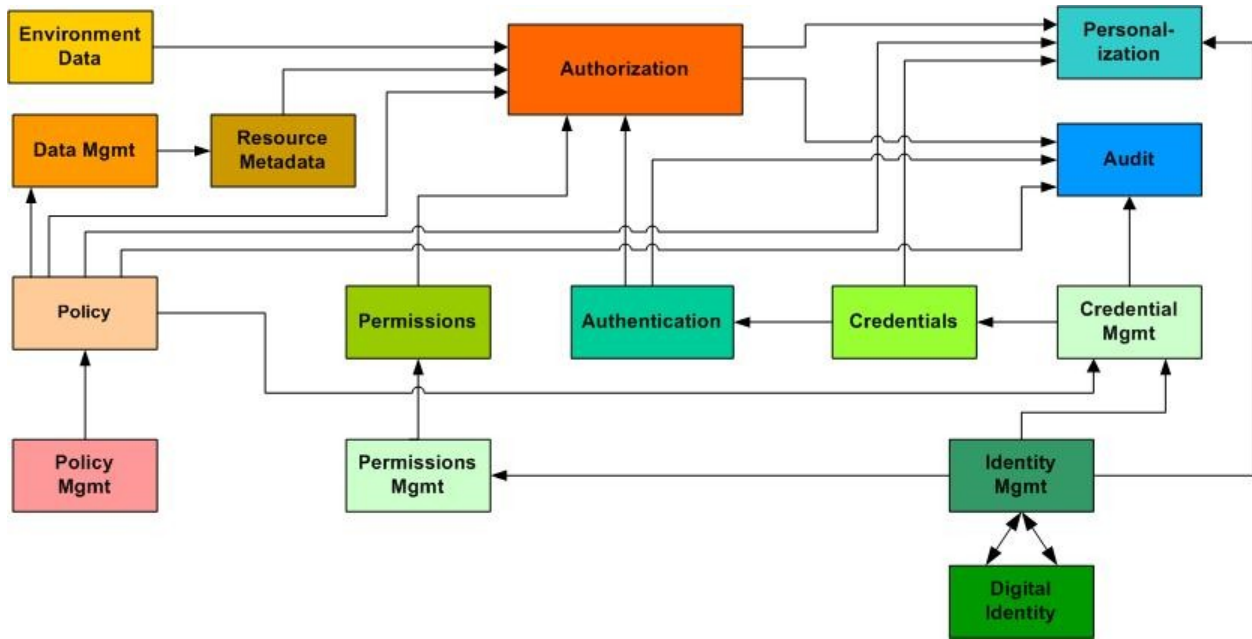 Environment
Data
Authorization
Personal-
ization
Data Mgmt
Resource
Metadata
Audit
Policy
Permissions
Authentication
Credentials
Credential
Mgmt
Policy
Mgmt
Permissions
Mgmt
Identity
Mgmt
Digital
Identity